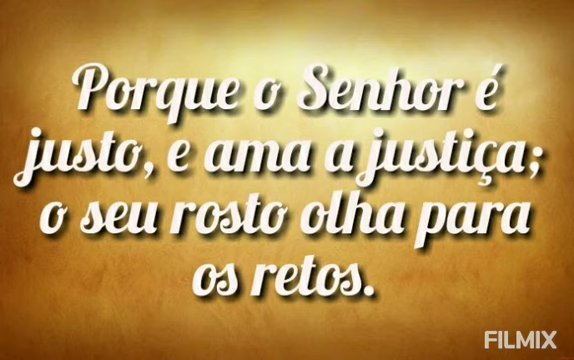 Porque o Senhor é
justo, e ama a justiça;
o seu rosto olha para
os retos.
FILMIX